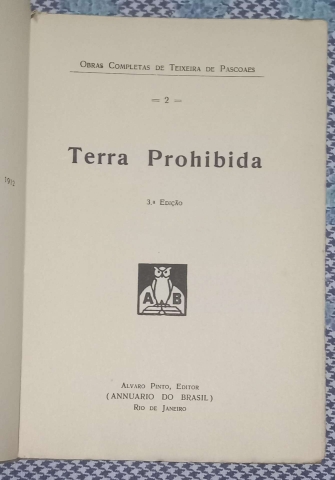 OBRAS COMPLETAS DE TEIXEIRA DE PASCOAES
= 2 =
Terra Prohibida
3.ª EDIÇÃO
A B
ALVARO PINTO, EDITOR
(ANNUARIO DO BRASIL)
RIO DE JANEIRO